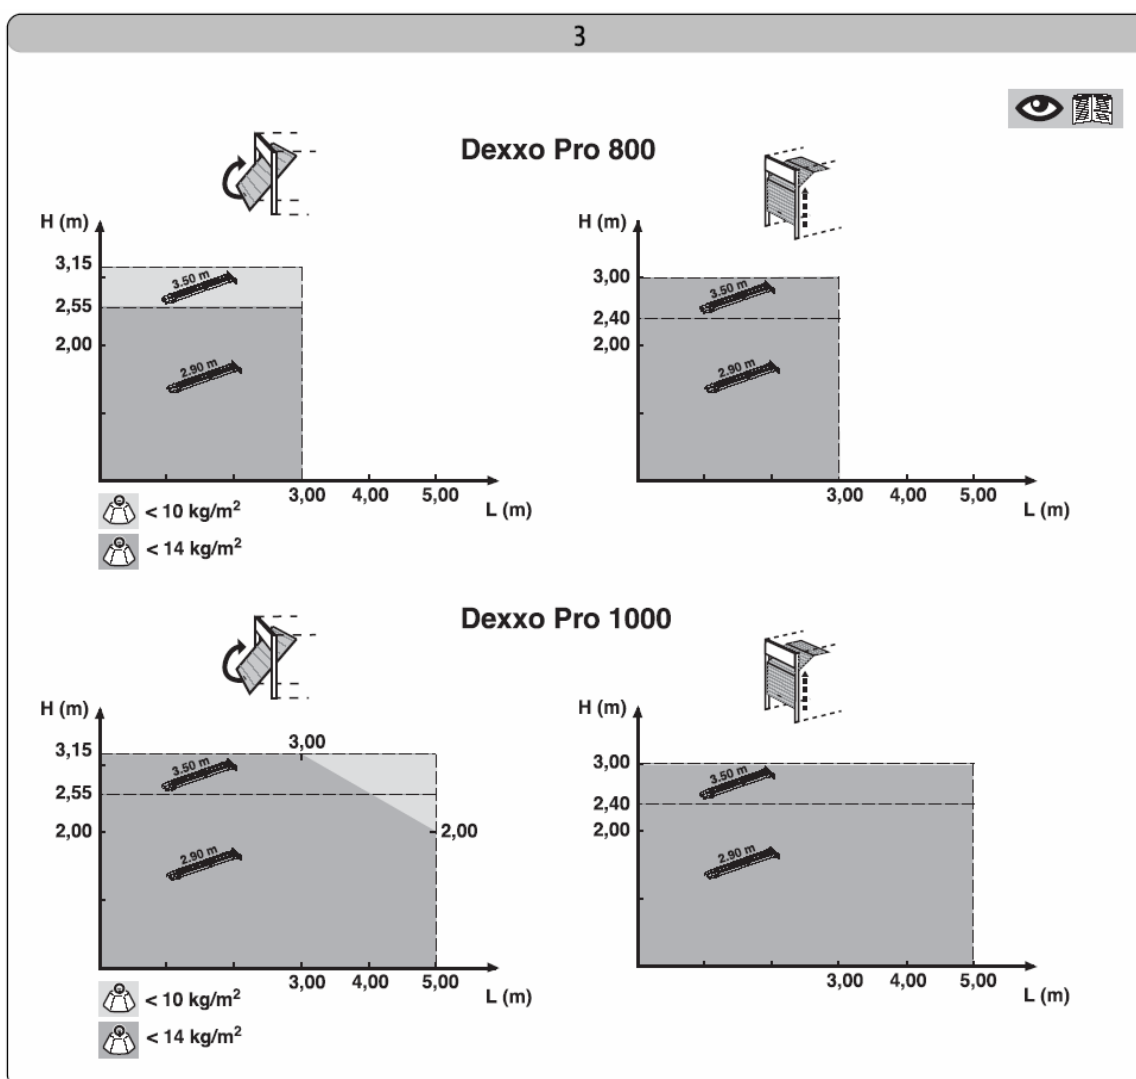 3
Dexxo Pro 800
H (m)
3,15
2,55
2,00
3.50 m
2.90 m
3,00 4,00 5,00
L (m)
< 10 kg/m²
< 14 kg/m²
H (m)
3,00
2,40
2,00
3.50 m
2.90 m
3,00 4,00 5,00
L (m)
Dexxo Pro 1000
H (m)
3,15
2,55
2,00
3,00
3.50 m
2,00
2.90 m
3,00 4,00 5,00
L (m)
< 10 kg/m²
< 14 kg/m²
H (m)
3,00
2,40
2,00
3.50 m
2.90 m
3,00 4,00 5,00
L (m)